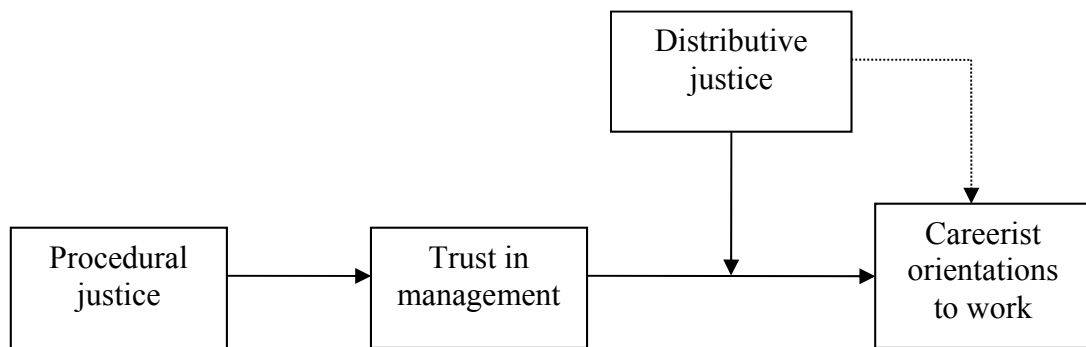 Distributive
justice
Procedural
justice
Trust in
management
Careerist
orientations
to work